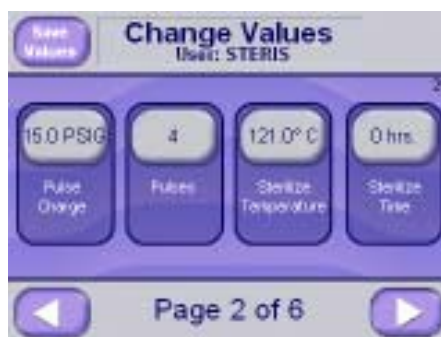 Save
Values
Change Values
User: STERIS
2
15.0 PSIG
4
121.0° C
0 hrs.
Pulse
Charge
Pulses
Sterilize
Temperature
Sterilize
Time
Page 2 of 6